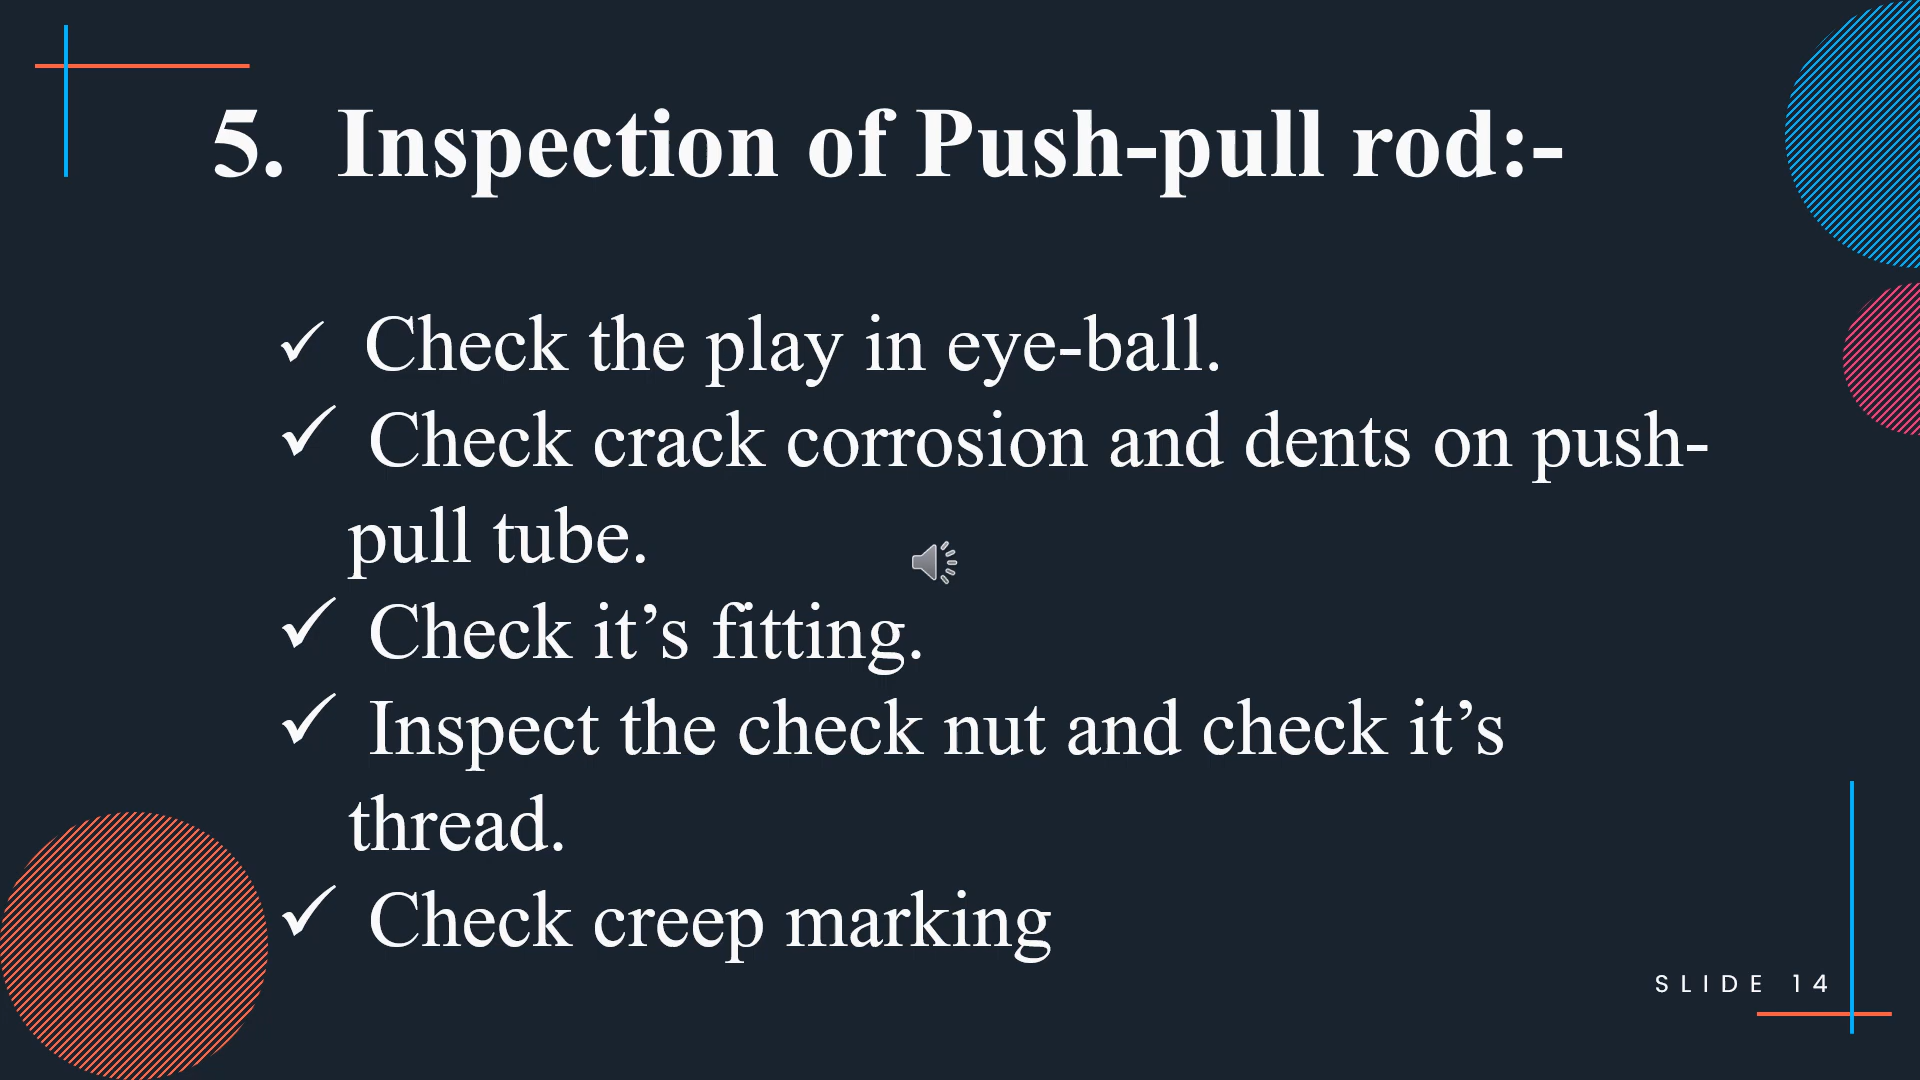 5. Inspection of Push-pull rod:-
✓ Check the play in eye-ball.
✓ Check crack corrosion and dents on push-
pull tube.
✓ Check it’s fitting.
✓ Inspect the check nut and check it’s
thread.
✓ Check creep marking
SLIDE 14